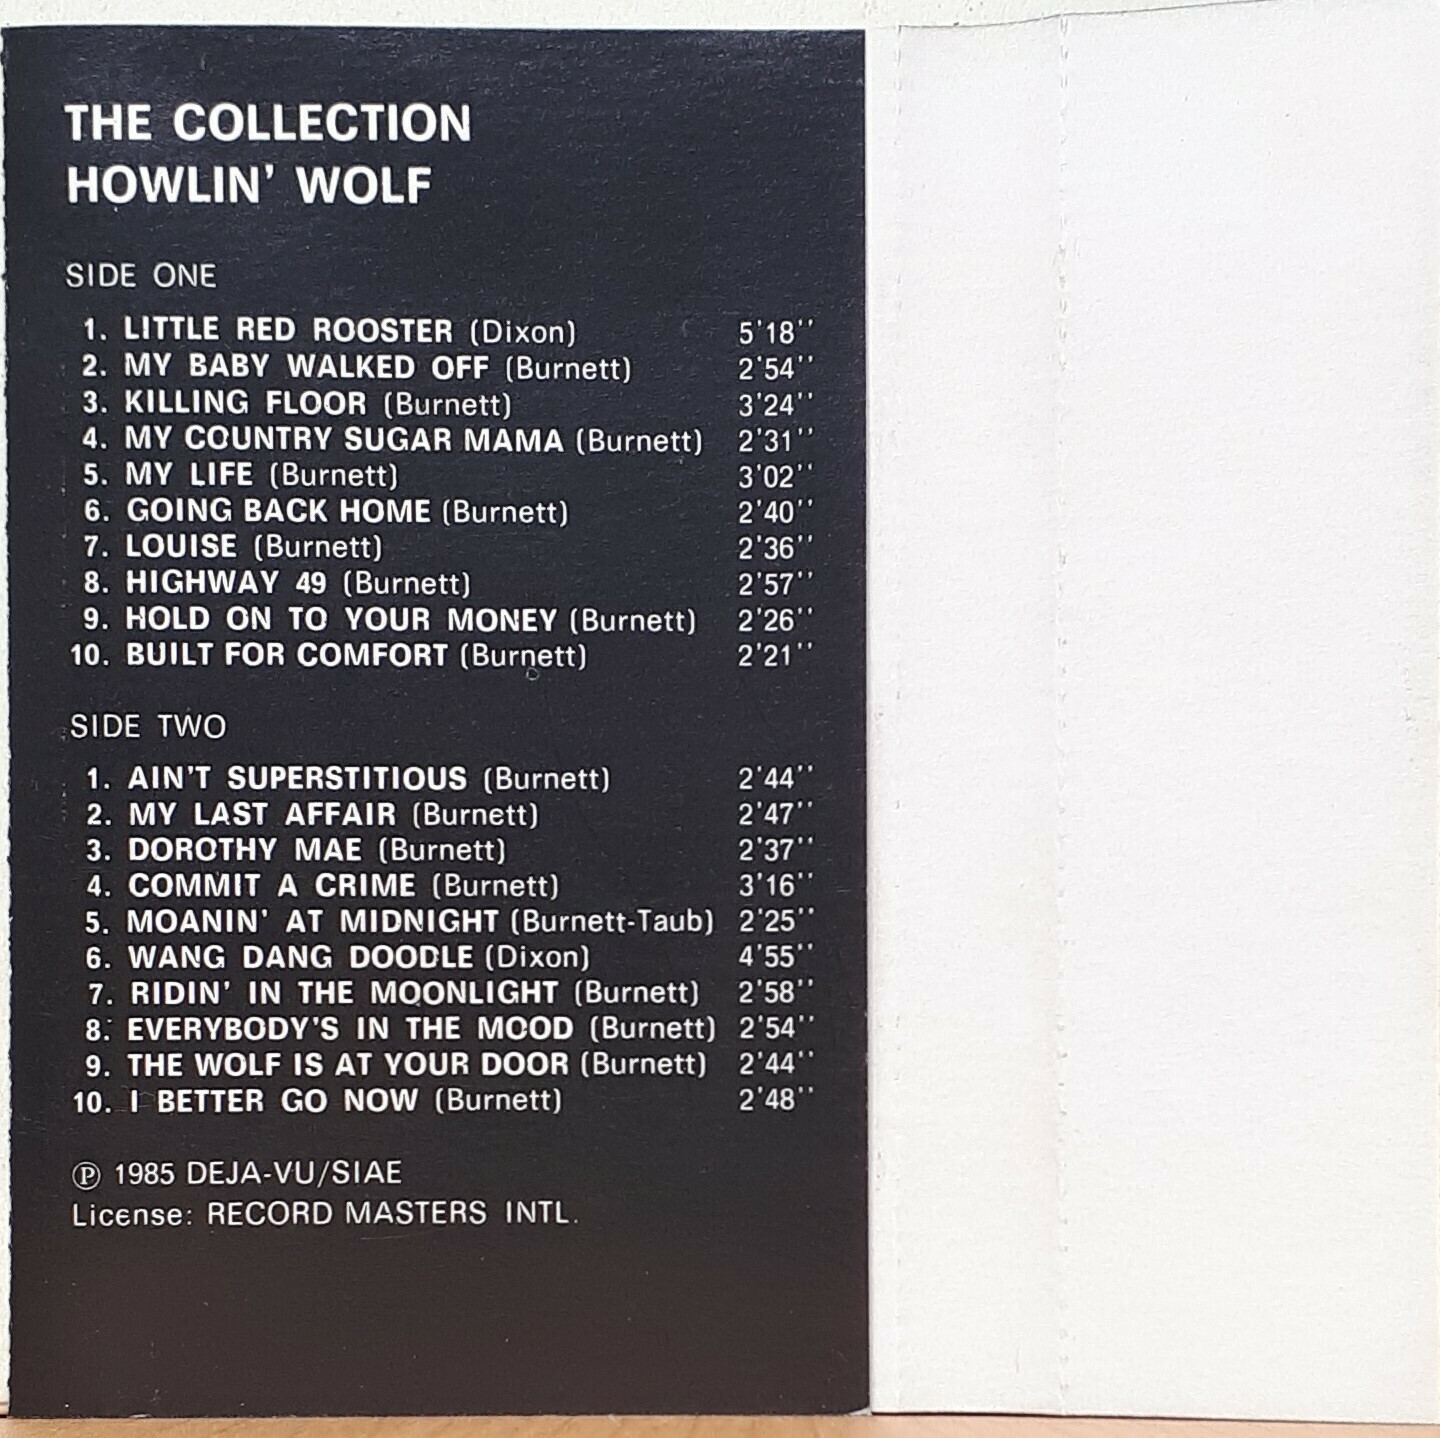 THE COLLECTION
HOWLIN' WOLF
SIDE ONE
1. LITTLE RED ROOSTER (Dixon) 5'18''
2. MY BABY WALKED OFF (Burnett) 2'54''
3. KILLING FLOOR (Burnett) 3'24''
4. MY COUNTRY SUGAR MAMA (Burnett) 2'31''
5. MY LIFE (Burnett) 3'02''
6. GOING BACK HOME (Burnett) 2'40''
7. LOUISE (Burnett) 2'36''
8. HIGHWAY 49 (Burnett) 2'57''
9. HOLD ON TO YOUR MONEY (Burnett) 2'26''
10. BUILT FOR COMFORT (Burnett) 2'21''
SIDE TWO
1. AIN'T SUPERSTITIOUS (Burnett) 2'44''
2. MY LAST AFFAIR (Burnett) 2'47''
3. DOROTHY MAE (Burnett) 2'37''
4. COMMIT A CRIME (Burnett) 3'16''
5. MOANIN' AT MIDNIGHT (Burnett-Taub) 2'25''
6. WANG DANG DOODLE (Dixon) 4'55''
7. RIDIN' IN THE MOONLIGHT (Burnett) 2'58''
8. EVERYBODY'S IN THE MOOD (Burnett) 2'54''
9. THE WOLF IS AT YOUR DOOR (Burnett) 2'44''
10. I BETTER GO NOW (Burnett) 2'48''
℗ 1985 DEJA-VU/SIAE
License: RECORD MASTERS INTL.